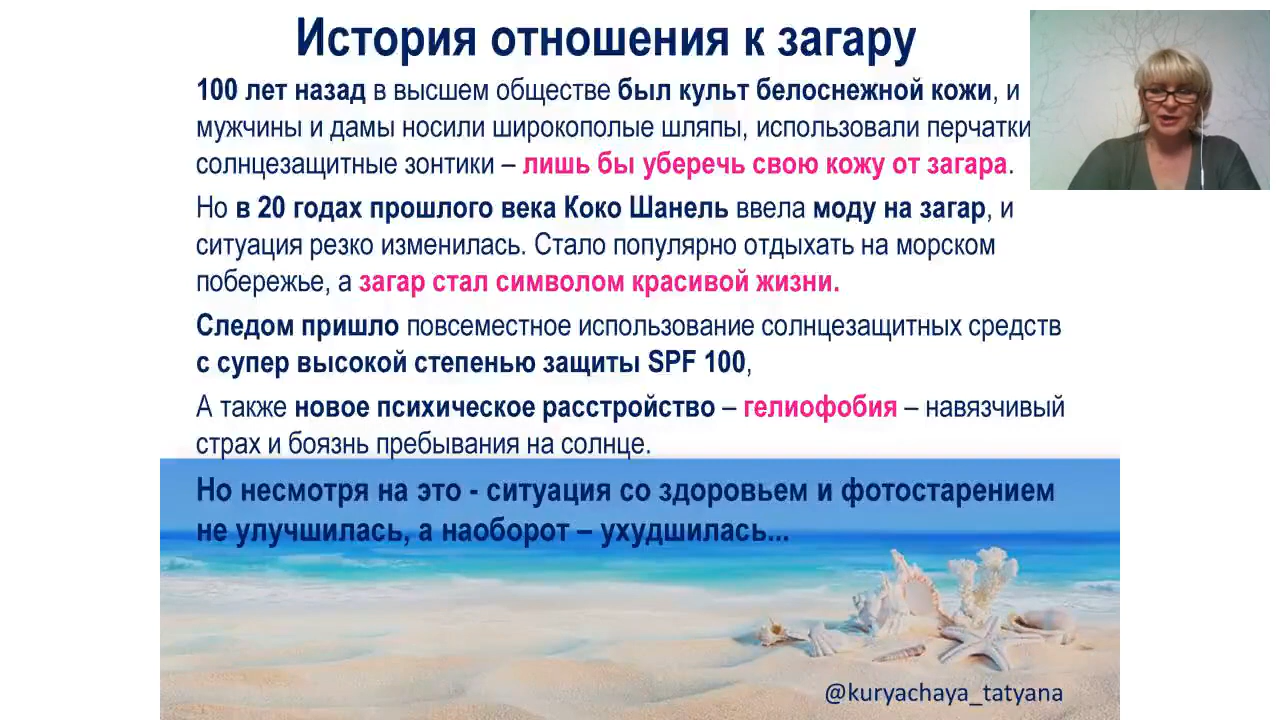 История отношения к загару
100 лет назад в высшем обществе был культ белоснежной кожи, и
мужчины и дамы носили широкополые шляпы, использовали перчатки
солнцезащитные зонтики – лишь бы уберечь свою кожу от загара.
Но в 20 годах прошлого века Коко Шанель ввела моду на загар, и
ситуация резко изменилась. Стало популярно отдыхать на морском
побережье, а загар стал символом красивой жизни.
Следом пришло повсеместное использование солнцезащитных средств
с супер высокой степенью защиты SPF 100,
А также новое психическое расстройство – гелиофобия – навязчивый
страх и боязнь пребывания на солнце.
Но несмотря на это - ситуация со здоровьем и фотостарением
не улучшилась, а наоборот – ухудшилась...
@kuryachaya_tatyana